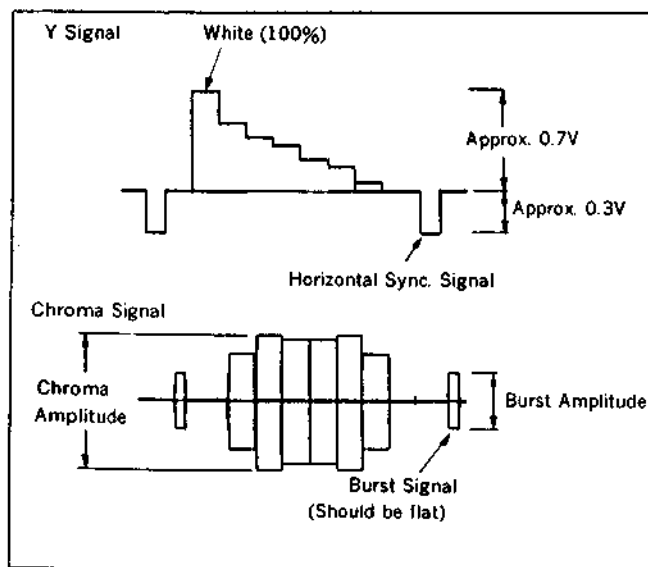 Y Signal
White (100%)
Approx. 0.7V
Approx. 0.3V
Horizontal Sync. Signal
Chroma Signal
Chroma
Amplitude
Burst Amplitude
Burst Signal
(Should be flat)